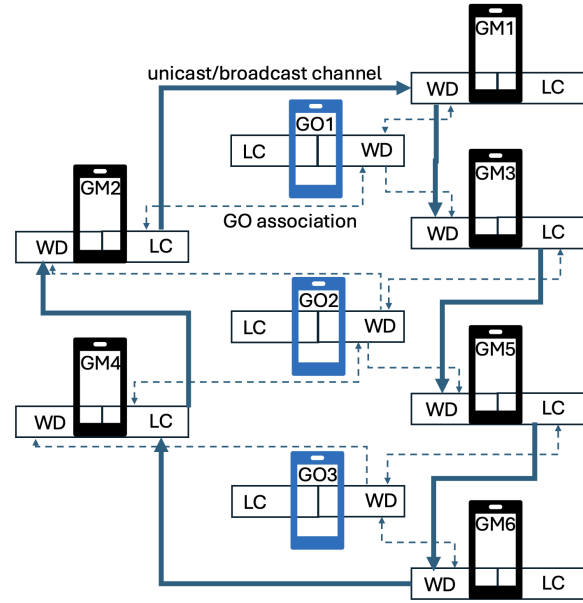 GM1
unicast/broadcast channel
WD LC
GO1
LC WD
GM3
GM2
GO association
WD LC
WD LC
GO2
LC WD
GM5
GM4
WD LC
WD LC
GO3
LC WD
GM6
WD LC